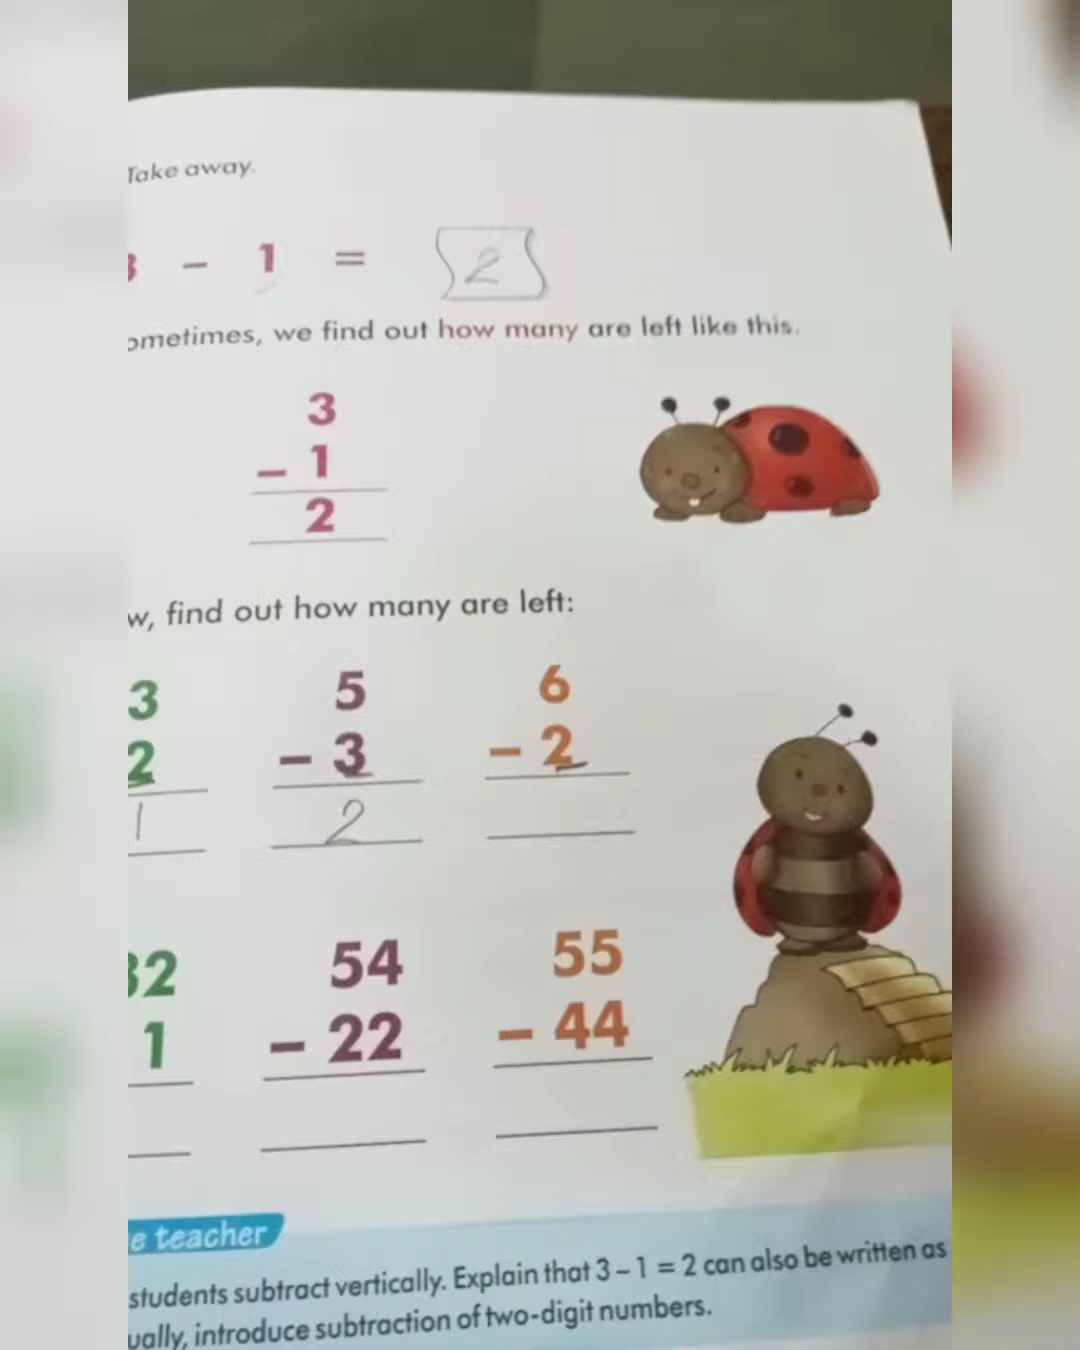 Take away.
3 - 1 = 2
ometimes, we find out how many are left like this.
3
- 1
2
w, find out how many are left:
3 5 6
2 - 3 - 2
1 2
32 54 55
1 - 22 - 44
e teacher
students subtract vertically. Explain that 3 – 1 = 2 can also be written as
ually, introduce subtraction of two-digit numbers.